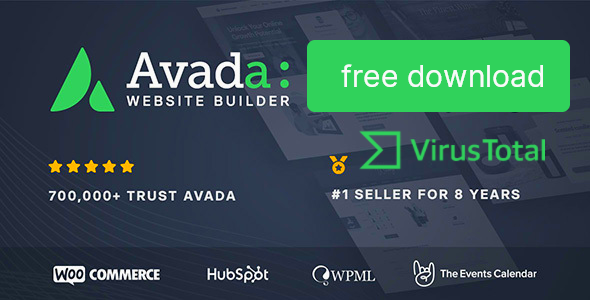 Avada:
WEBSITE BUILDER
free download
VirusTotal
700,000+ TRUST AVADA
#1 SELLER FOR 8 YEARS
WOO COMMERCE
HubSpot
WPML
The Events Calendar